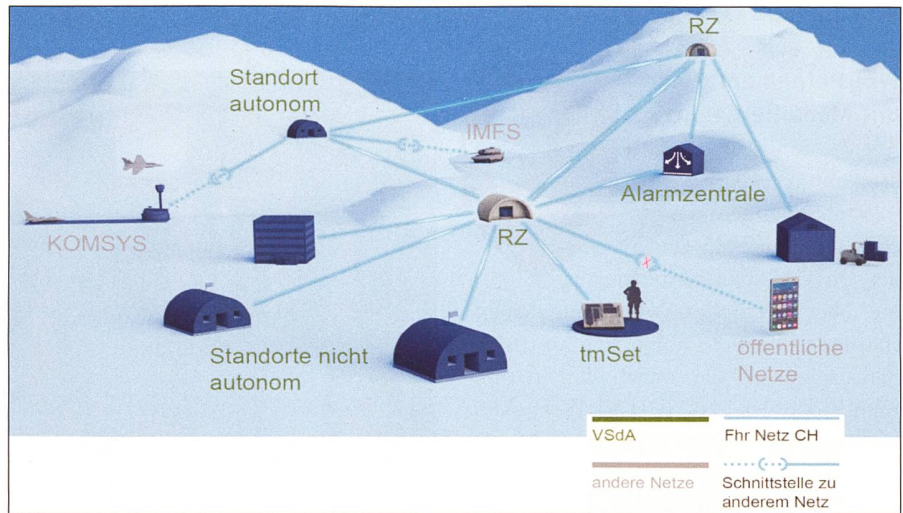 RZ
Standort
autonom
IMFS
Alarmzentrale
KOMSYS
RZ
Standorte nicht
autonom
tmSet
öffentliche
Netze
VSdA
Fhr Netz CH
andere Netze
Schnittstelle zu
anderem Netz